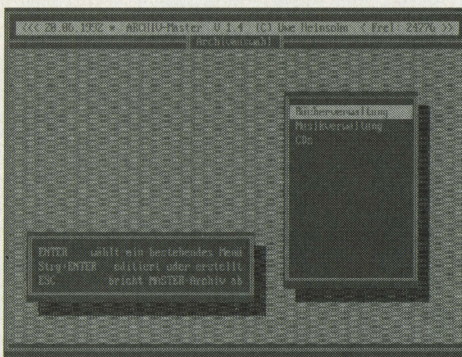 <<< 20.06.1992 * ARCHIV-Master V 1.4 (C) Uwe Heinsohn < Frei: 24776 >>
Archivauswahl
Bücherverwaltung
Musikverwaltung
CDs
ENTER wählt ein bestehendes Menü
Strg+ENTER editiert oder erstellt
ESC bricht MASTER-Archiv ab